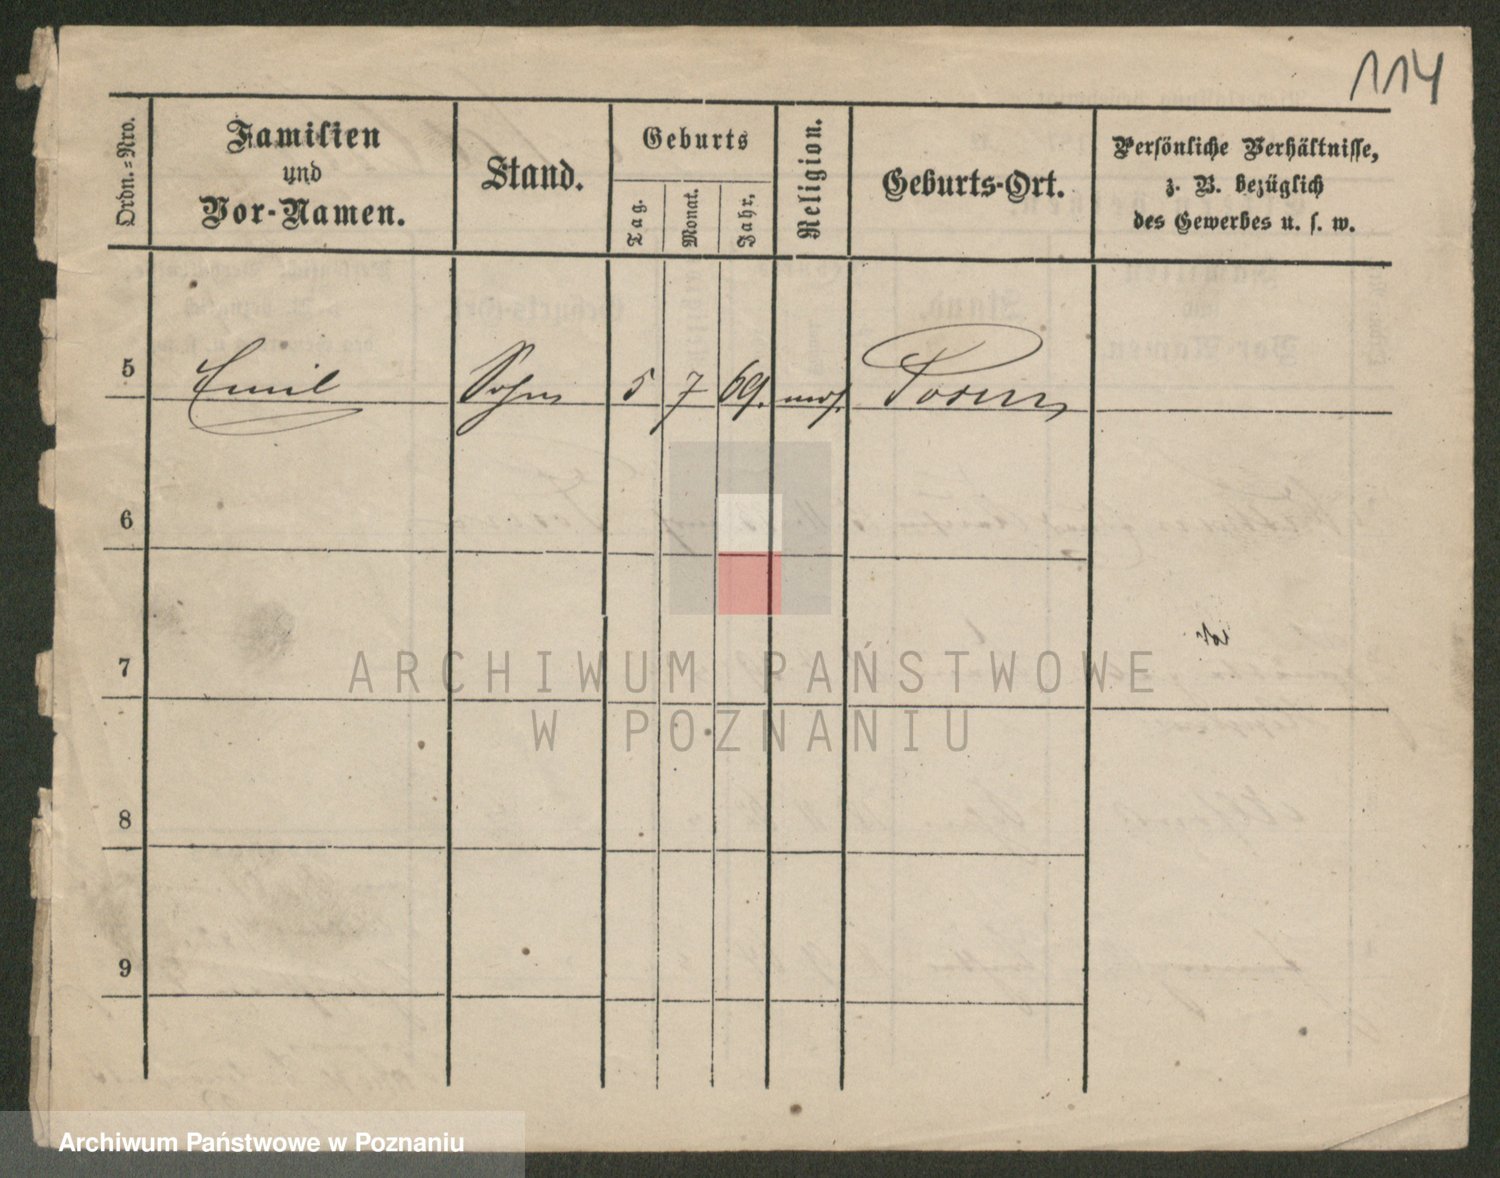 114
Ordn.-Nro.
Familien
und
Vor-Namen.
Stand.
Geburts
Tag.
Monat.
Jahr.
Religion.
Geburts-Ort.
Persönliche Verhältnisse,
z. B. bezüglich
des Gewerbes u. s. w.
5 Emil Sohn 5 7 69. mos. Posen
6
7
8
9
ARCHIWUM PAŃSTWOWE
W POZNANIU
Archiwum Państwowe w Poznaniu